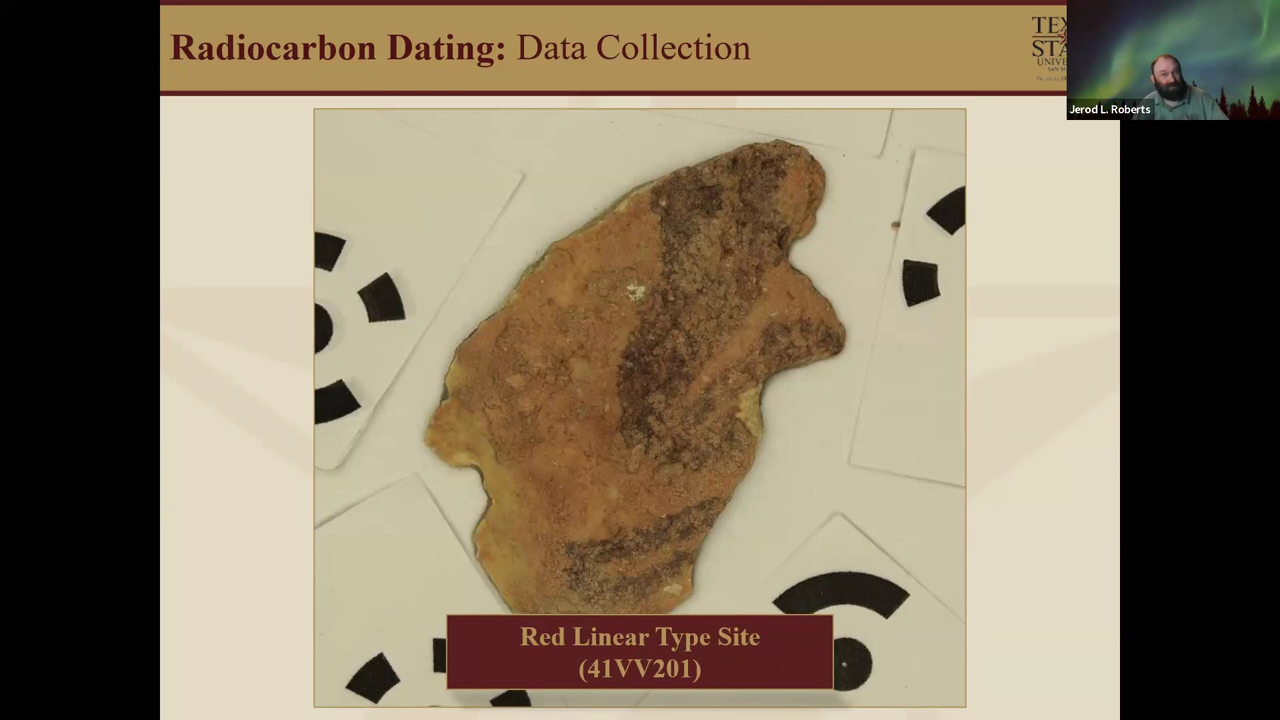 Radiocarbon Dating: Data Collection
Jerod L. Roberts
Red Linear Type Site
(41VV201)